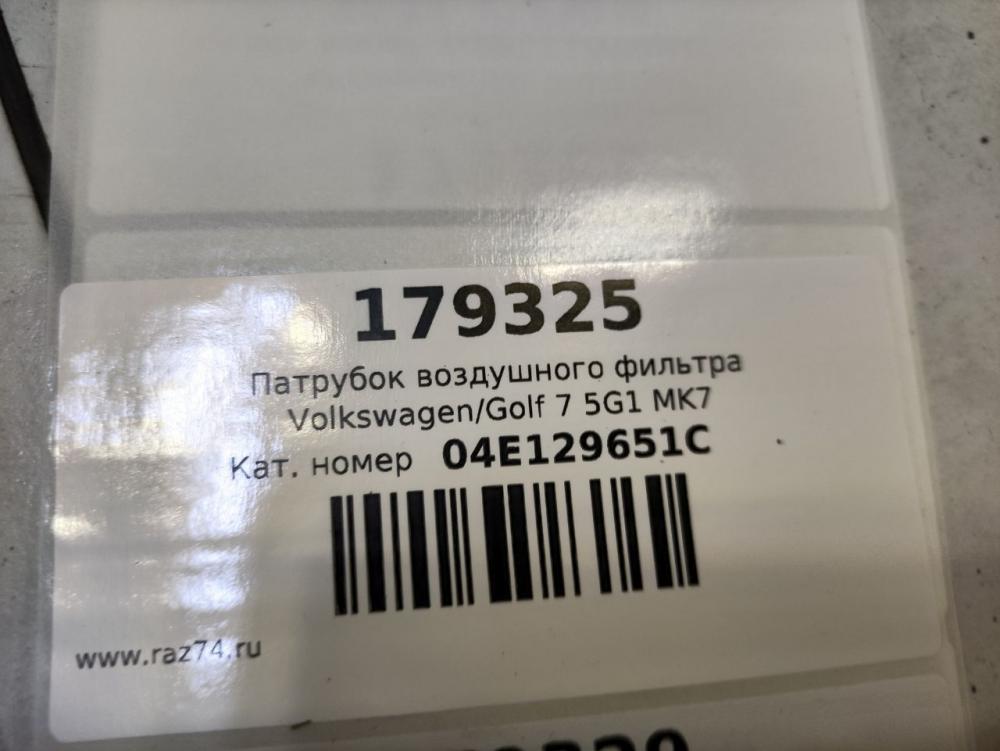 179325
Патрубок воздушного фильтра
Volkswagen/Golf 7 5G1 MK7
Кат. номер 04E129651C
www.raz74.ru